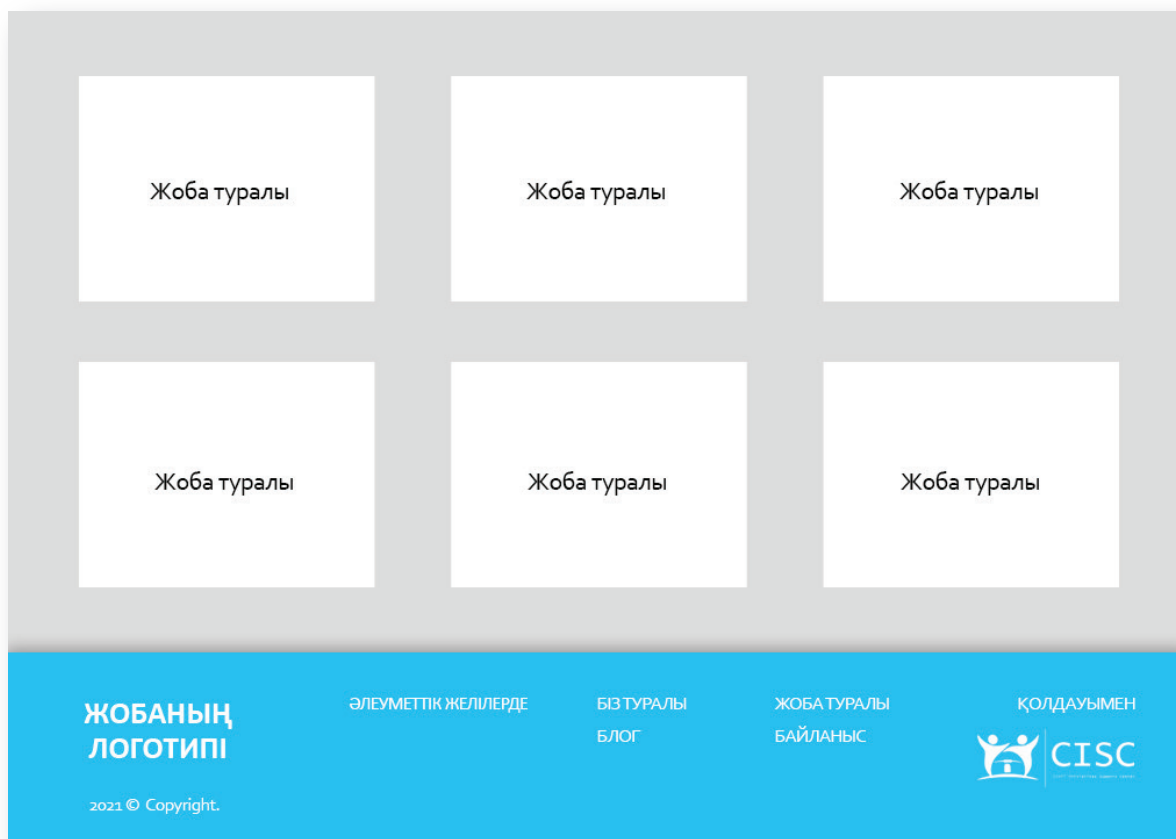 Жоба туралы
Жоба туралы
Жоба туралы
Жоба туралы
Жоба туралы
Жоба туралы
ЖОБАНЫҢ
ЛОГОТИПІ
2021 © Copyright.
ӘЛЕУМЕТТІК ЖЕЛІЛЕРДЕ
БІЗ ТУРАЛЫ
БЛОГ
ЖОБА ТУРАЛЫ
БАЙЛАНЫС
ҚОЛДАУЫМЕН
CISC